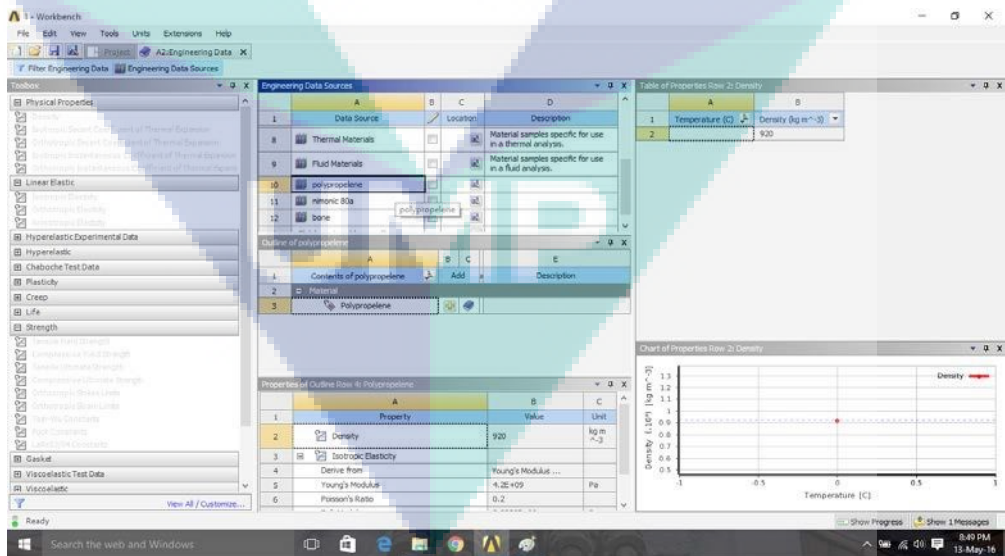 1 - Workbench
File Edit View Tools Units Extensions Help
Project A2:Engineering Data
Filter Engineering Data Engineering Data Sources
Toolbox
Physical Properties
Density
Linear Elastic
Hyperelastic Experimental Data
Hyperelastic
Chaboche Test Data
Plasticity
Creep
Life
Strength
Gasket
Viscoelastic Test Data
Viscoelastic
View All / Customize...
Engineering Data Sources
A B C D
1 Data Source Location Description
8 Thermal Materials Material samples specific for use in a thermal analysis.
9 Fluid Materials Material samples specific for use in a fluid analysis.
10 polypropelene
11 nimonic 80a
polypropelene
12 bone
Outline of polypropelene
A B C E
1 Contents of polypropelene Add Description
2 Material
3 Polypropelene
Properties of Outline Row 4: Polypropelene
A B C
1 Property Value Unit
2 Density 920 kg m^-3
3 Isotropic Elasticity
4 Derive from Young's Modulus ...
5 Young's Modulus 4.2E+09 Pa
6 Poisson's Ratio 0.2
Table of Properties Row 2: Density
A B
1 Temperature (C) Density (kg m^-3)
2 920
Chart of Properties Row 2: Density
Density (.10³) [kg m^-3]
1.3
1.2
1.1
1
0.9
0.8
0.7
0.6
0.5
Density
-1 -0.5 0 0.5 1
Temperature [C]
UMP
Ready
Show Progress Show 1 Messages
Search the web and Windows
8:49 PM
13-May-16